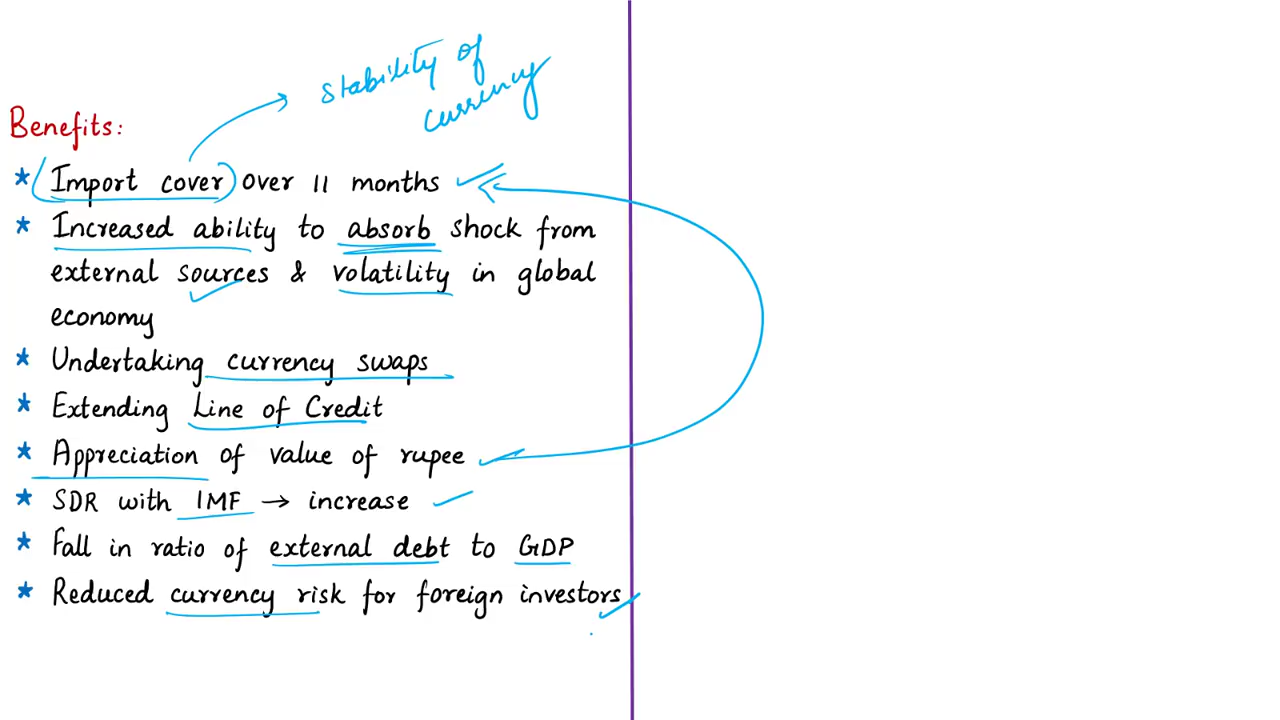 stability of
currency
Benefits:
* Import cover over 11 months
* Increased ability to absorb shock from
external sources & volatility in global
economy
* Undertaking currency swaps
* Extending Line of Credit
* Appreciation of value of rupee
* SDR with IMF → increase
* Fall in ratio of external debt to GDP
* Reduced currency risk for foreign investors